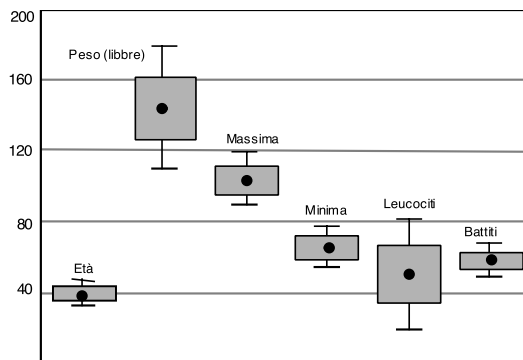 200
Peso (libbre)
160
Massima
120
Minima
Leucociti
80
Battiti
Età
40